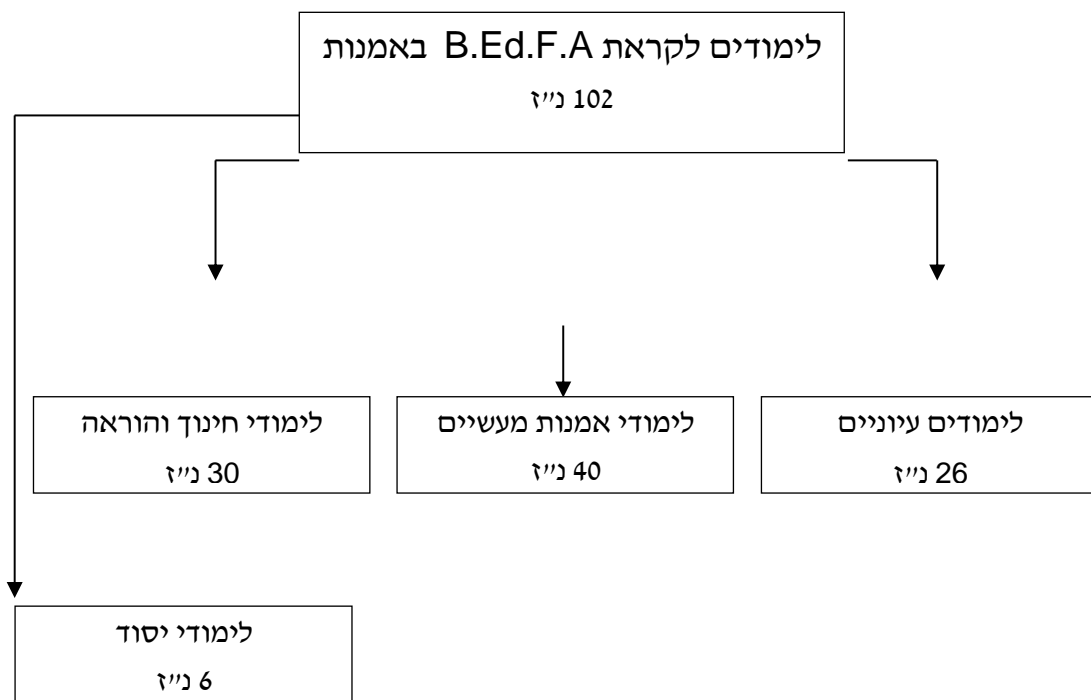 לימודים לקראת B.Ed.F.A באמנות
102 נ״ז
לימודים עיוניים
26 נ״ז
לימודי אמנות מעשיים
40 נ״ז
לימודי חינוך והוראה
30 נ״ז
לימודי יסוד
6 נ״ז